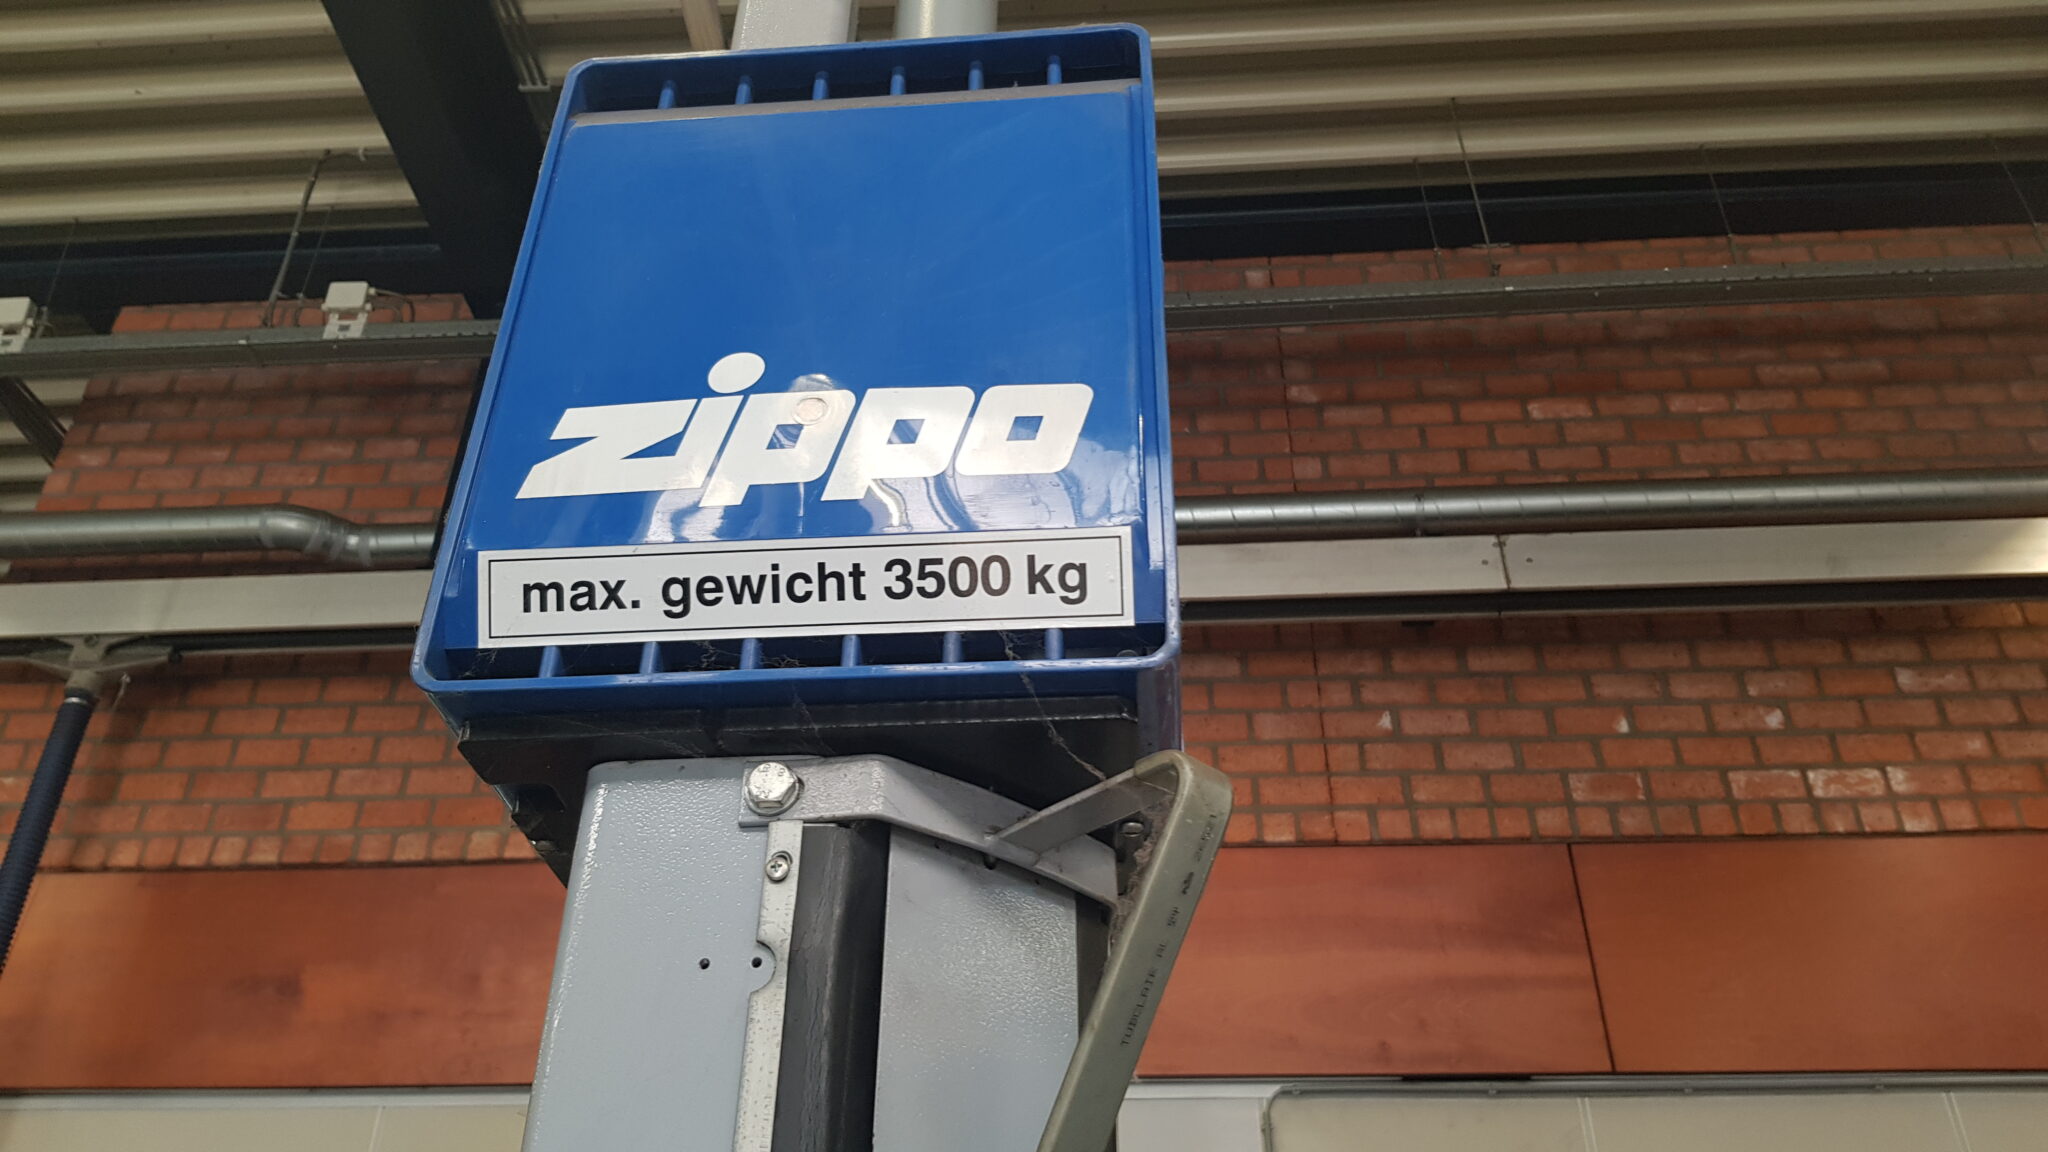 zippo
max. gewicht 3500 kg